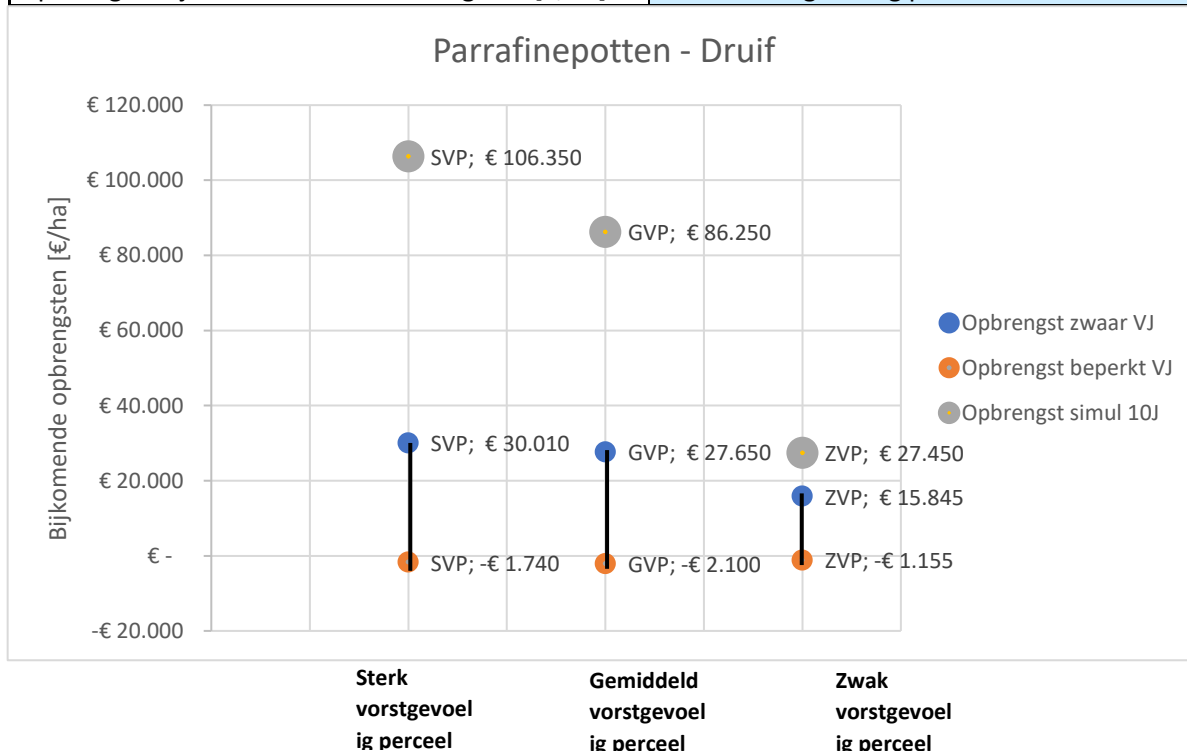 Parrafinepotten - Druif
Bijkomende opbrengsten [€/ha]
€ 120.000
€ 100.000
€ 80.000
€ 60.000
€ 40.000
€ 20.000
€ -
-€ 20.000
SVP; € 106.350
GVP; € 86.250
SVP; € 30.010
GVP; € 27.650
ZVP; € 27.450
ZVP; € 15.845
SVP; -€ 1.740
GVP; -€ 2.100
ZVP; -€ 1.155
Opbrengst zwaar VJ
Opbrengst beperkt VJ
Opbrengst simul 10J
Sterk
vorstgevoel
ig perceel
Gemiddeld
vorstgevoel
ig perceel
Zwak
vorstgevoel
ig perceel